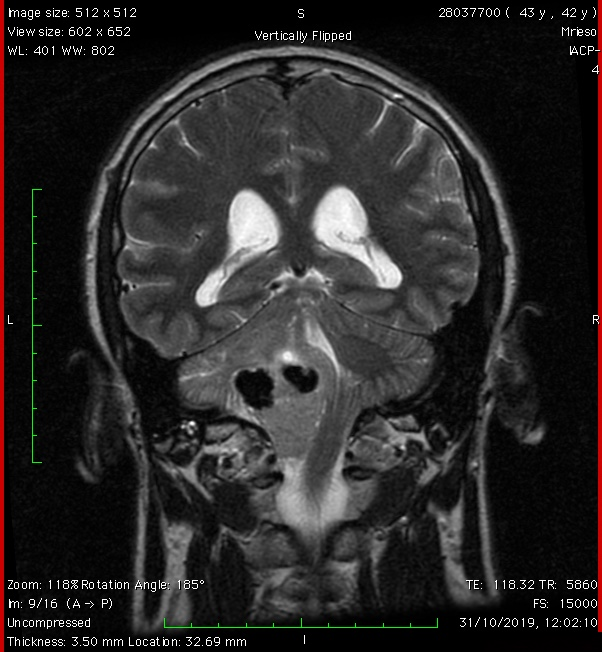 Image size: 512 x 512
View size: 602 x 652
WL: 401 WW: 802
S
Vertically Flipped
28037700 ( 43 y , 42 y )
Mrieso
IACP-
4
L
R
Zoom: 118% Rotation Angle: 185°
Im: 9/16 (A -> P)
Uncompressed
Thickness: 3.50 mm Location: 32.69 mm
I
TE: 118.32 TR: 5860
FS: 15000
31/10/2019, 12:02:10